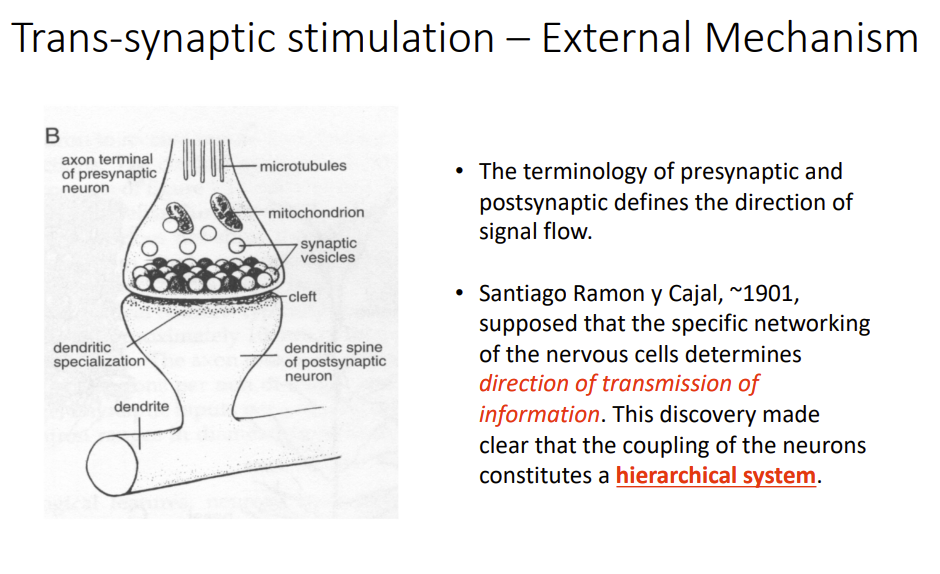 Trans-synaptic stimulation – External Mechanism
B
axon terminal
of presynaptic
neuron
microtubules
mitochondrion
synaptic
vesicles
cleft
dendritic
specialization
dendritic spine
of postsynaptic
neuron
dendrite
• The terminology of presynaptic and
postsynaptic defines the direction of
signal flow.
• Santiago Ramon y Cajal, ~1901,
supposed that the specific networking
of the nervous cells determines
direction of transmission of
information. This discovery made
clear that the coupling of the neurons
constitutes a hierarchical system.